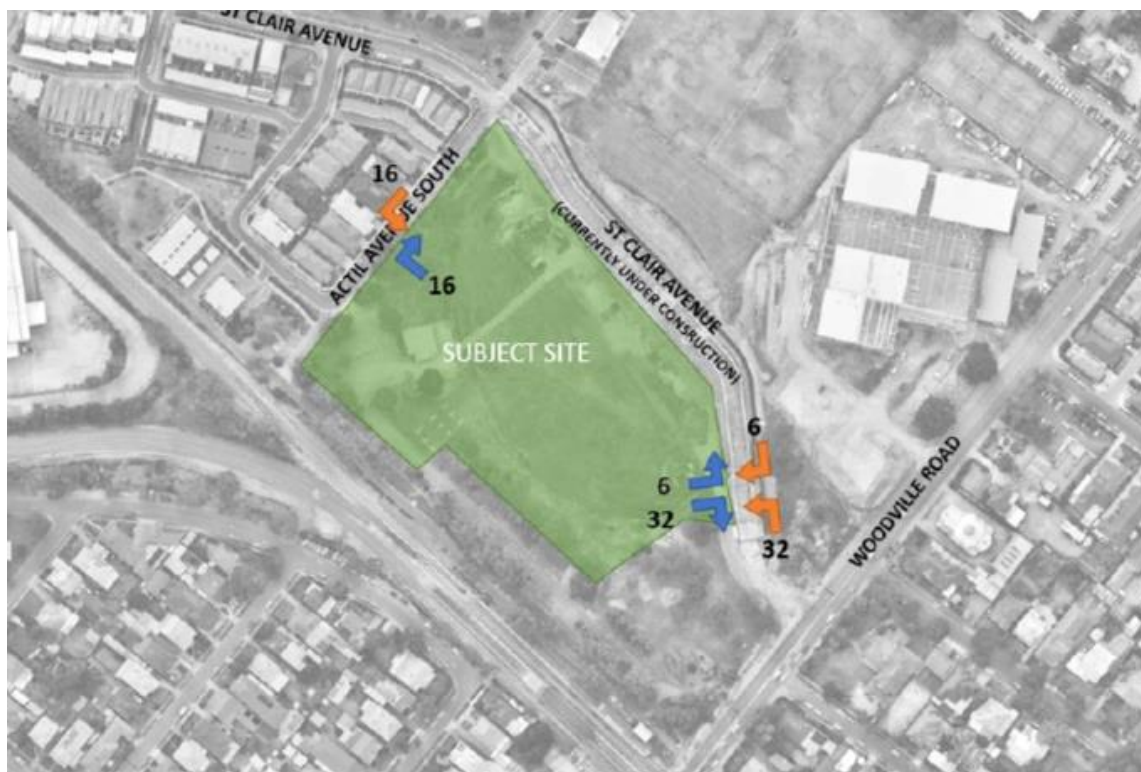 ST CLAIR AVENUE
16
ACTIL AVENUE SOUTH
16
ST CLAIR AVENUE
(CURRENTLY UNDER CONSTRUCTION)
SUBJECT SITE
6
6
32
32
WOODVILLE ROAD